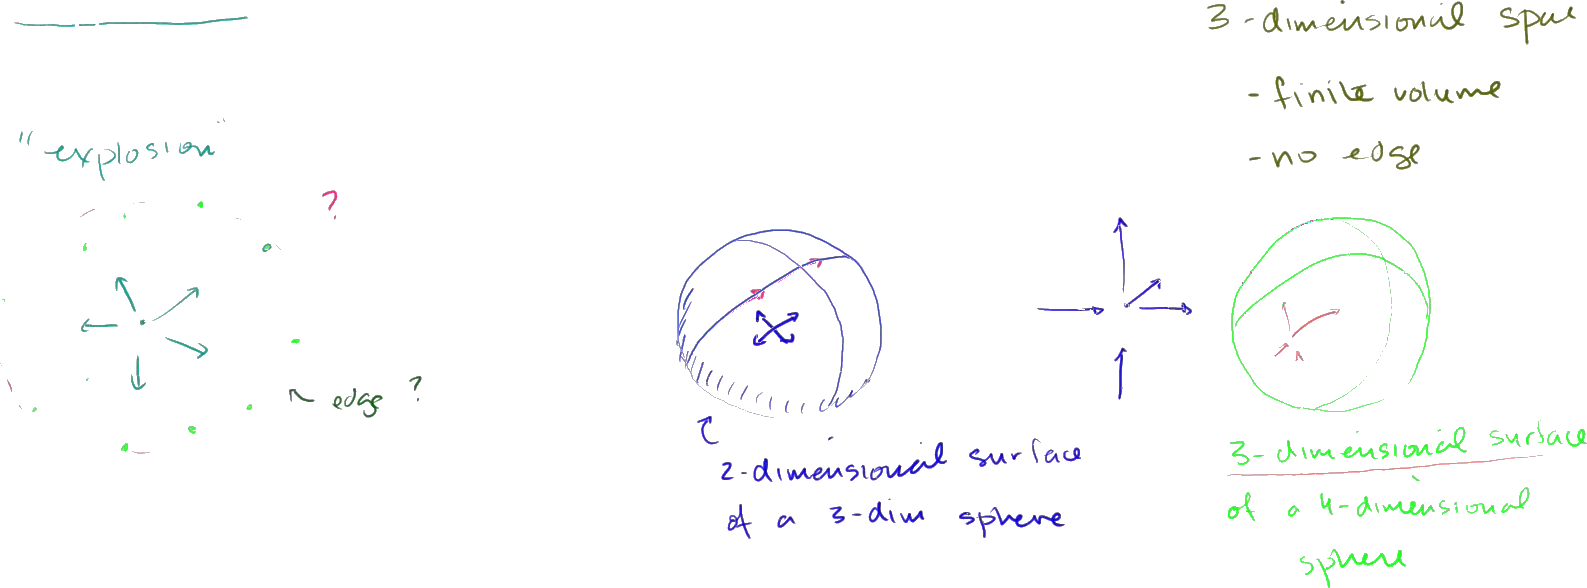 "explosion"
?
edge ?
2-dimensional surface
of a 3-dim sphere
3-dimensional space
- finite volume
- no edge
3-dimensional surface
of a 4-dimensional
sphere